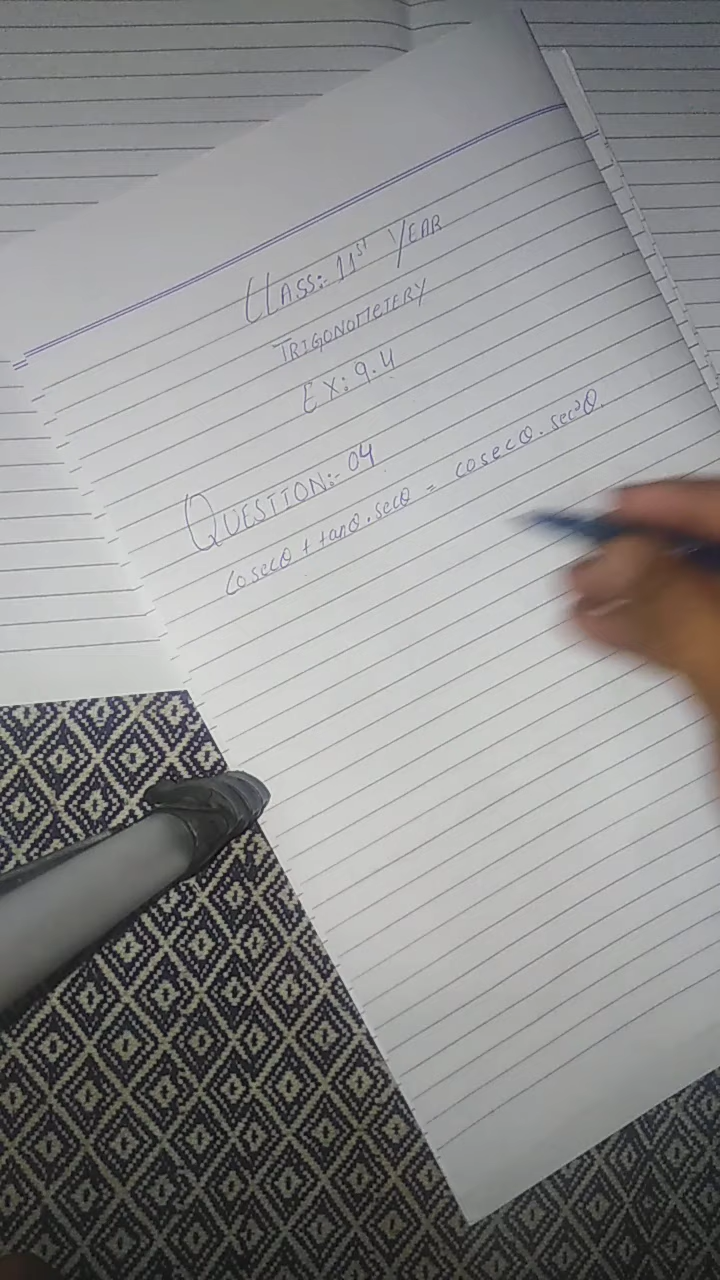 CLASS:- 11st YEAR
TRIGONOMETERY
EX: 9.4
QUESTION:- 04
cosecθ + tanθ . secθ = cosecθ . sec²θ.